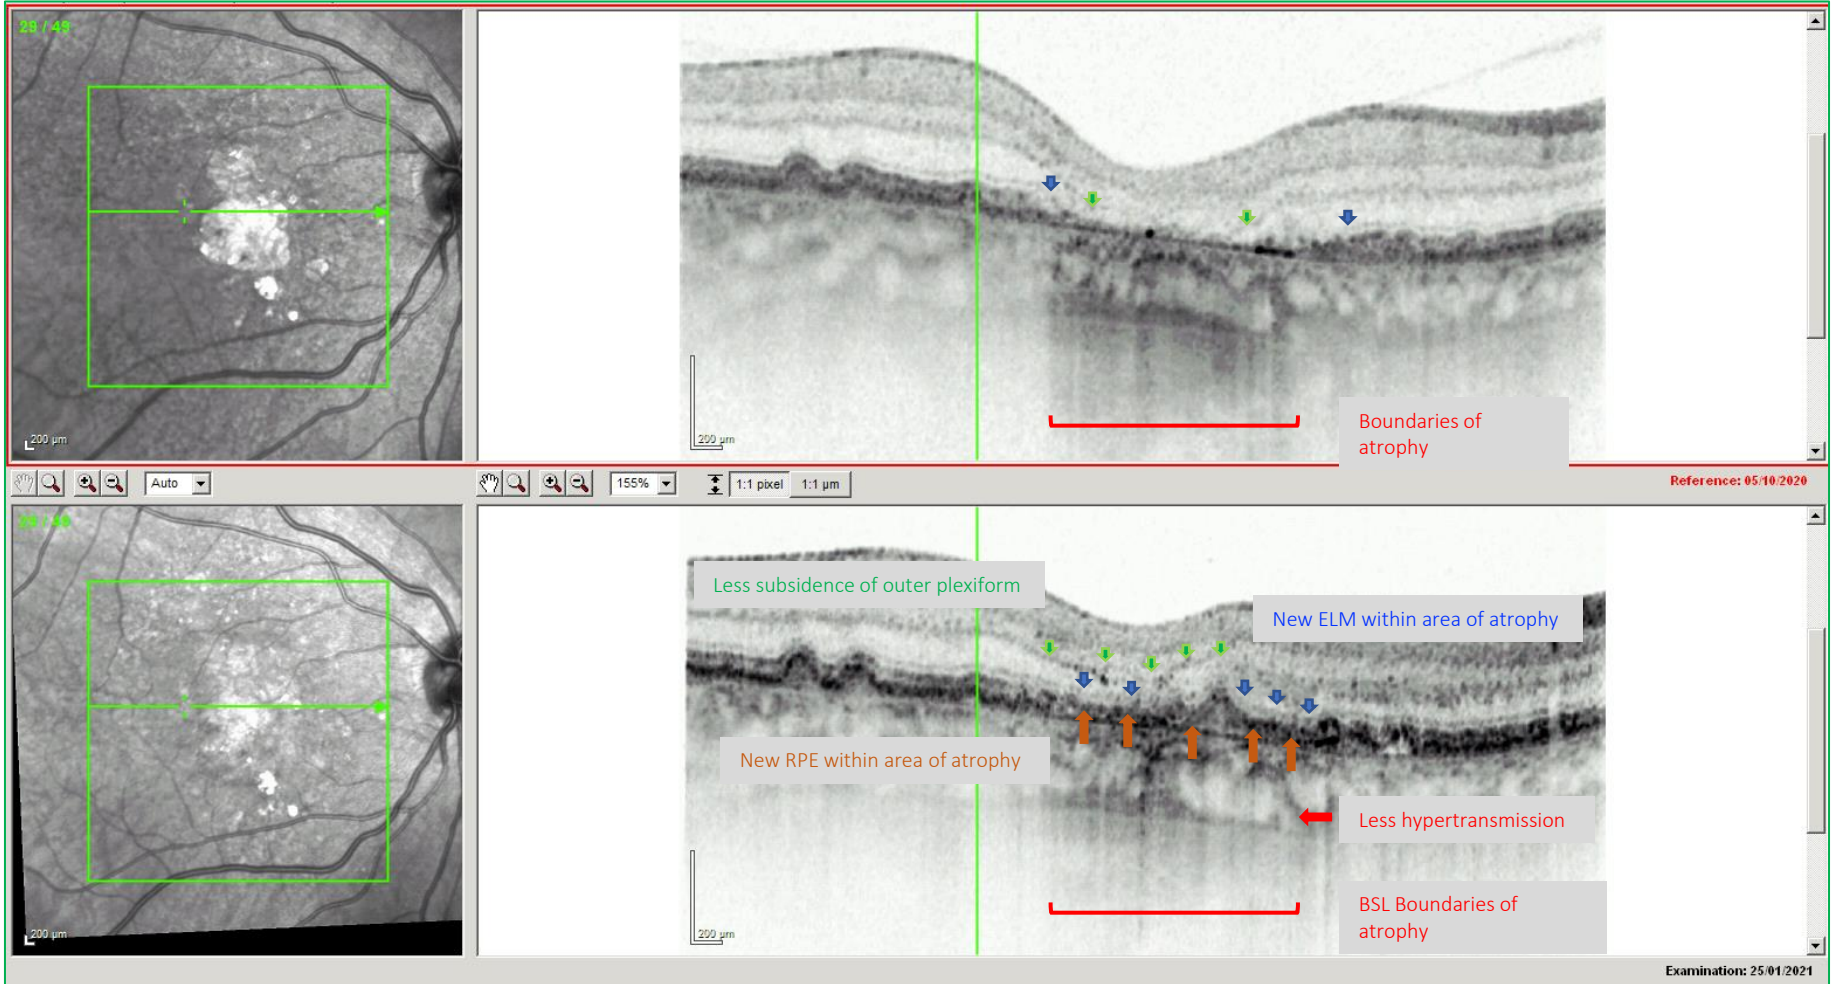 29 / 49
200 µm
200 µm
Boundaries of
atrophy
Auto
155%
1:1 pixel
1:1 µm
Reference: 05/10/2020
200 µm
Less subsidence of outer plexiform
New ELM within area of atrophy
New RPE within area of atrophy
Less hypertransmission
BSL Boundaries of
atrophy
200 µm
Examination: 25/01/2021